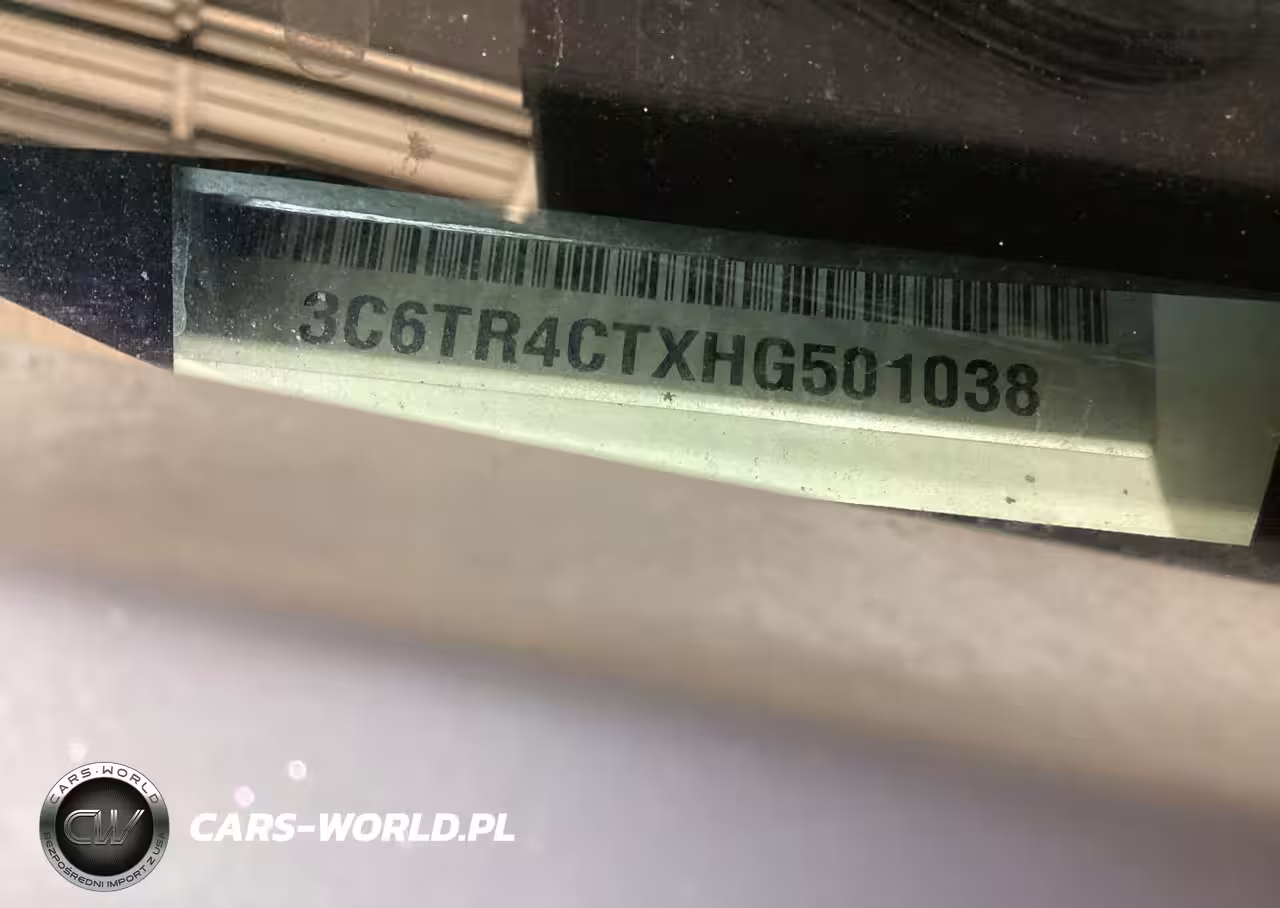 3C6TR4CTXHG501038
CARS-WORLD
CW
BEZPOŚREDNI IMPORT Z USA
CARS-WORLD.PL